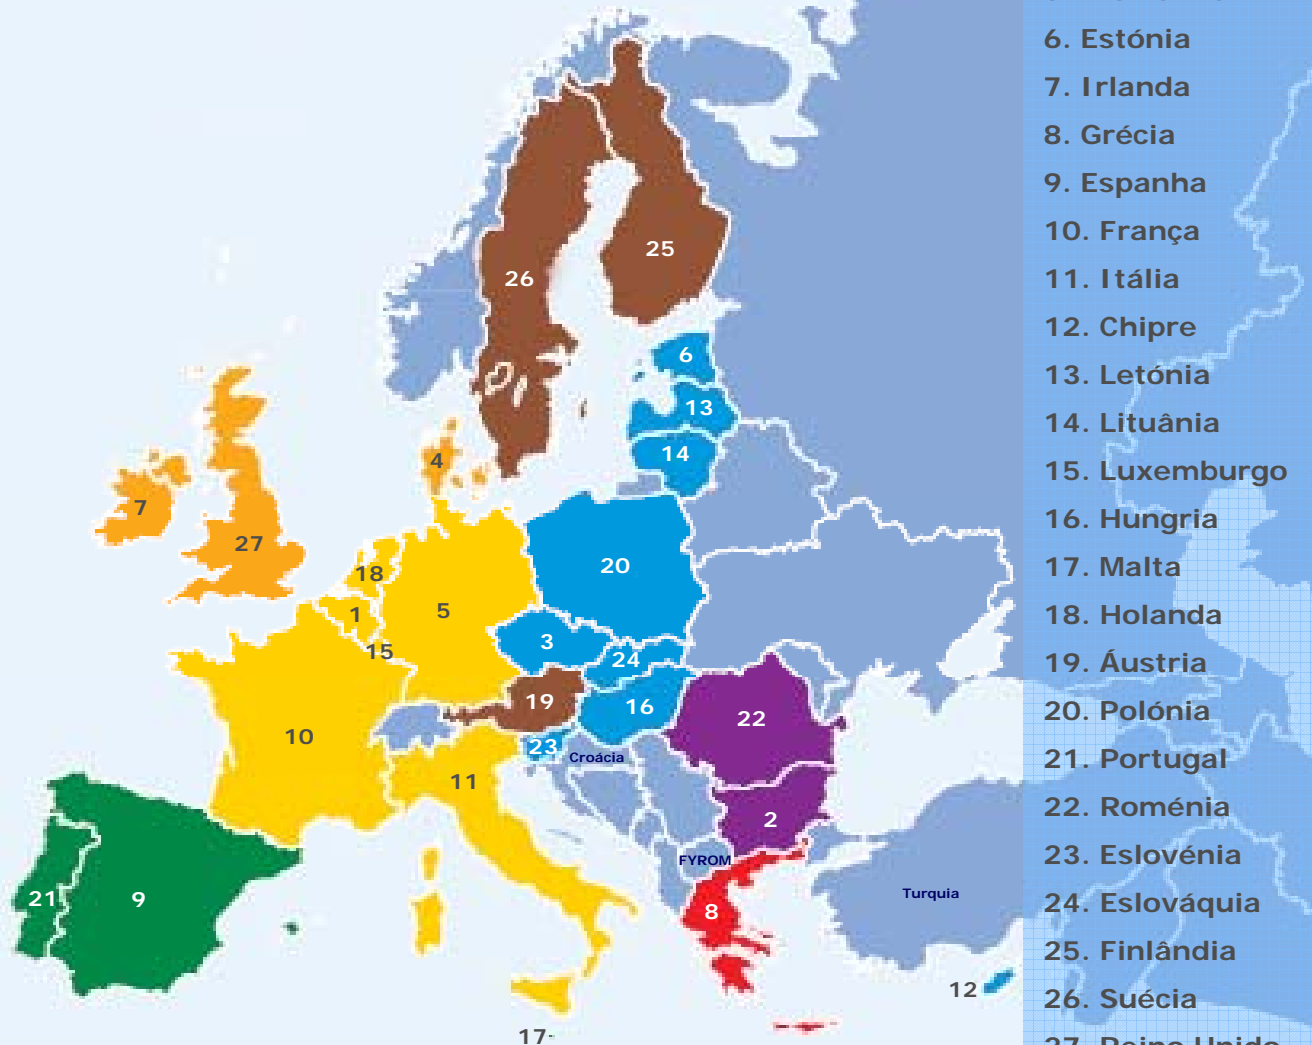 25
26
6
13
14
4
7
27
18
20
1
5
15
3
24
19
16
22
10
23
Croácia
11
2
FYROM
21
9
8
Turquia
12
17
6. Estónia
7. Irlanda
8. Grécia
9. Espanha
10. França
11. Itália
12. Chipre
13. Letónia
14. Lituânia
15. Luxemburgo
16. Hungria
17. Malta
18. Holanda
19. Áustria
20. Polónia
21. Portugal
22. Roménia
23. Eslovénia
24. Eslováquia
25. Finlândia
26. Suécia
27. Reino Unido